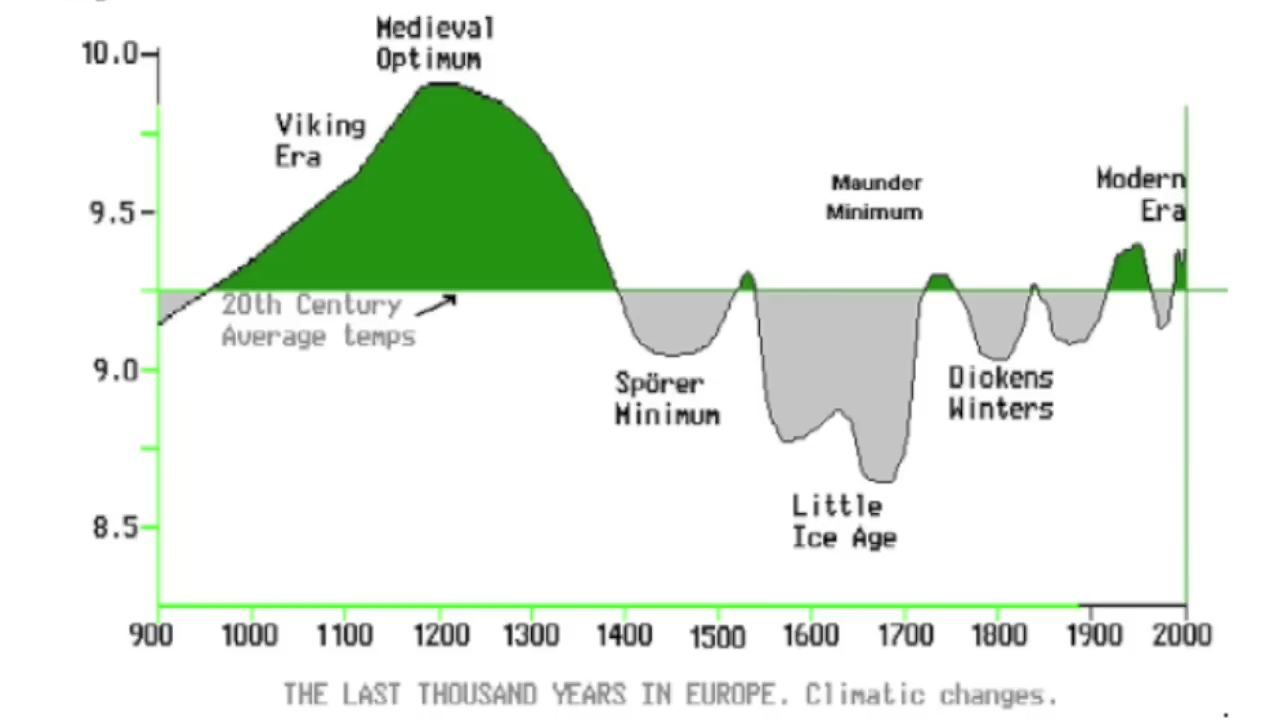 Medieval
Optimum
10.0
Viking
Era
Maunder
Minimum
Modern
Era
9.5
20th Century
Average temps
9.0
Spörer
Minimum
Diokens
Winters
Little
Ice Age
8.5
900 1000 1100 1200 1300 1400 1500 1600 1700 1800 1900 2000
THE LAST THOUSAND YEARS IN EUROPE. Climatic changes.